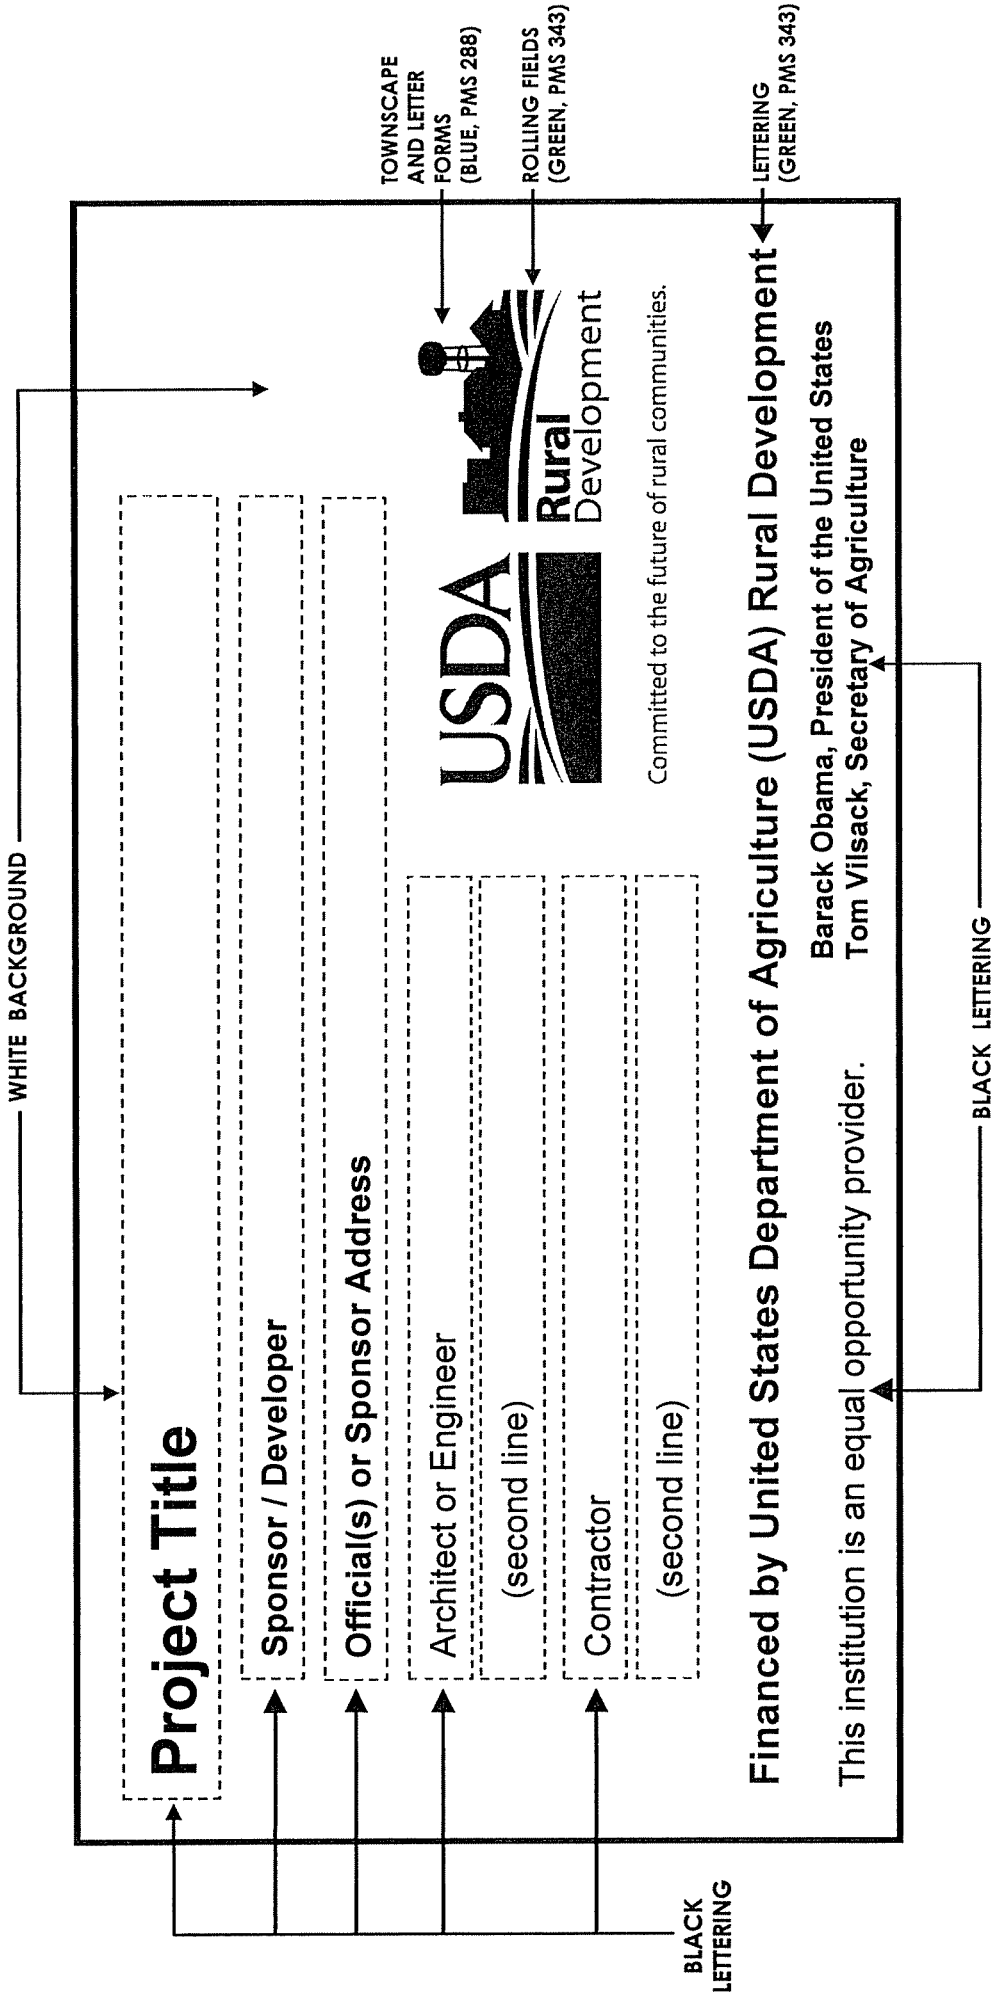 WHITE BACKGROUND
Project Title
Sponsor / Developer
Official(s) or Sponsor Address
Architect or Engineer
(second line)
Contractor
(second line)
USDA
Rural
Development
Committed to the future of rural communities.
Financed by United States Department of Agriculture (USDA) Rural Development
This institution is an equal opportunity provider.
Barack Obama, President of the United States
Tom Vilsack, Secretary of Agriculture
TOWNSCAPE
AND LETTER
FORMS
(BLUE, PMS 288)
ROLLING FIELDS
(GREEN, PMS 343)
LETTERING
(GREEN, PMS 343)
BLACK
LETTERING
BLACK LETTERING